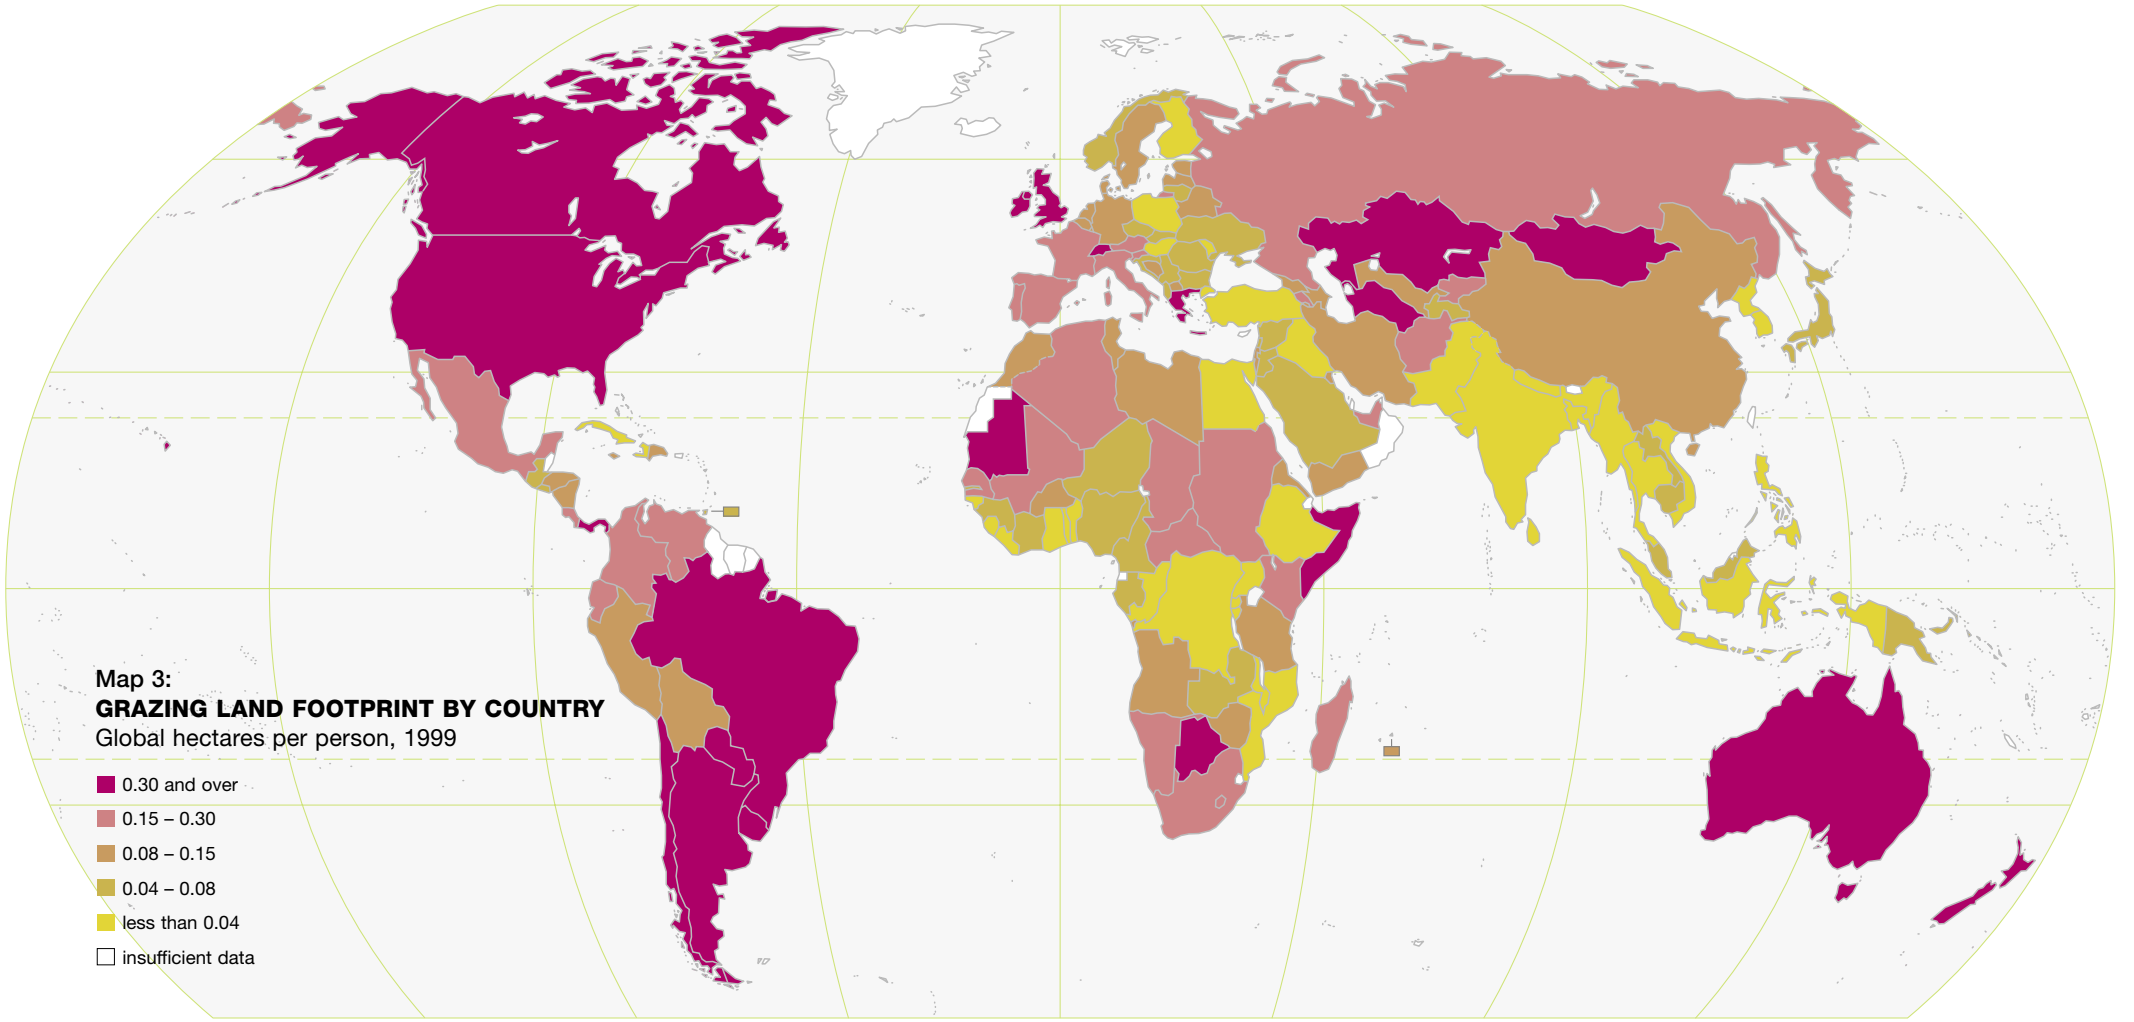 Map 3:
GRAZING LAND FOOTPRINT BY COUNTRY
Global hectares per person, 1999
0.30 and over
0.15 – 0.30
0.08 – 0.15
0.04 – 0.08
less than 0.04
insufficient data